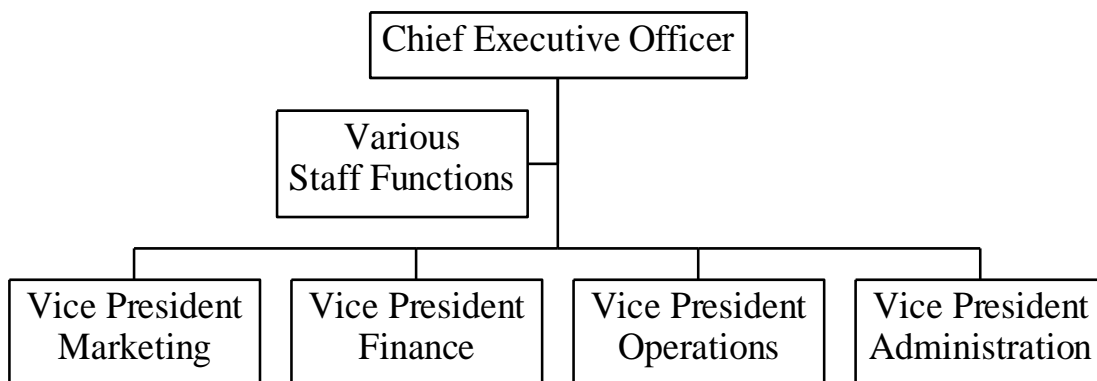 Chief Executive Officer
Various
Staff Functions
Vice President
Marketing
Vice President
Finance
Vice President
Operations
Vice President
Administration